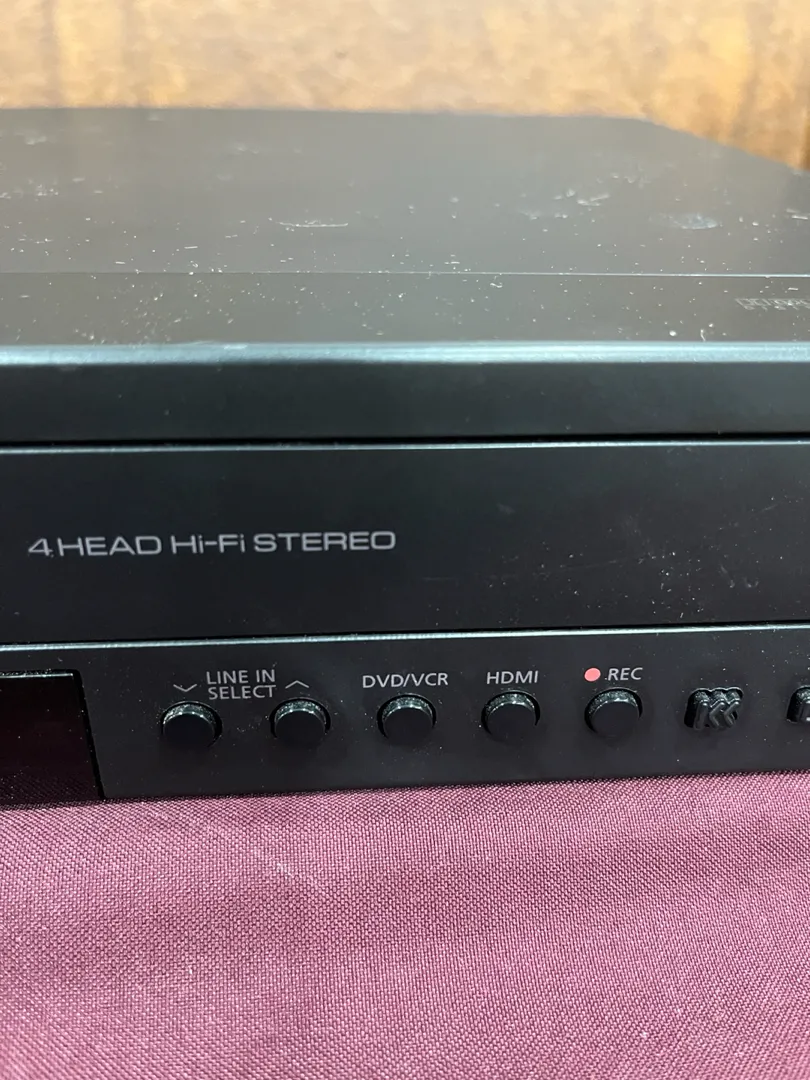 4 HEAD Hi-Fi STEREO
LINE IN
SELECT
DVD/VCR
HDMI
REC